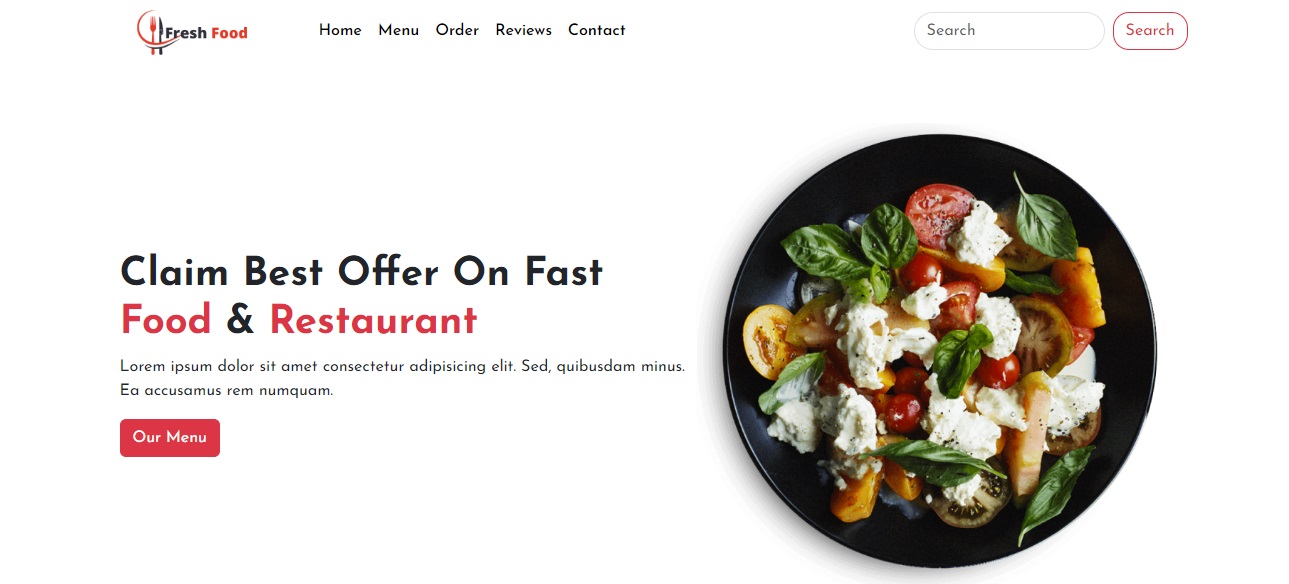 Fresh Food
Home Menu Order Reviews Contact
Search
Search
Claim Best Offer On Fast
Food & Restaurant
Lorem ipsum dolor sit amet consectetur adipisicing elit. Sed, quibusdam minus.
Ea accusamus rem numquam.
Our Menu